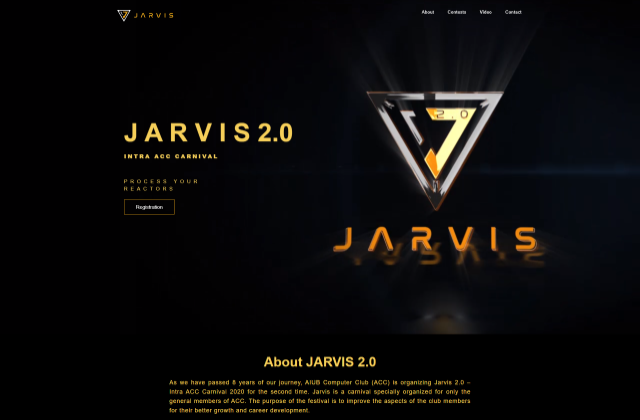 JARVIS
About Contests Video Contact
2.0
JARVIS 2.0
INTRA ACC CARNIVAL
PROCESS YOUR
REACTORS
Registration
JARVIS
About JARVIS 2.0
As we have passed 8 years of our journey, AIUB Computer Club (ACC) is organizing Jarvis 2.0 –
Intra ACC Carnival 2020 for the second time. Jarvis is a carnival specially organized for only the
general members of ACC. The purpose of the festival is to improve the aspects of the club members
for their better growth and career development.